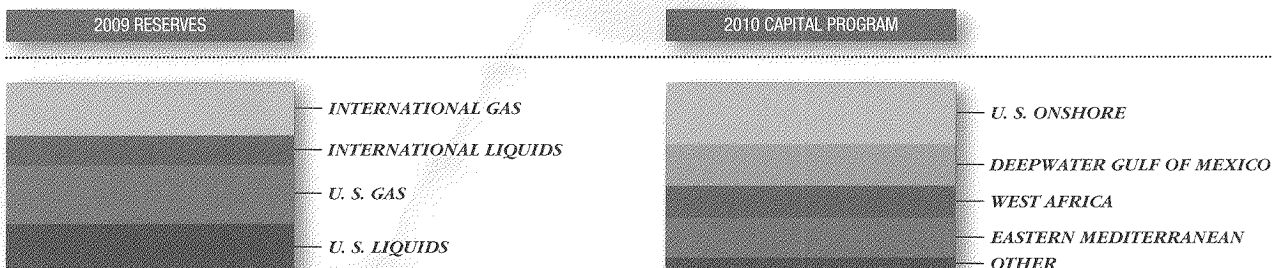 2009 RESERVES
INTERNATIONAL GAS
INTERNATIONAL LIQUIDS
U. S. GAS
U. S. LIQUIDS
2010 CAPITAL PROGRAM
U. S. ONSHORE
DEEPWATER GULF OF MEXICO
WEST AFRICA
EASTERN MEDITERRANEAN
OTHER